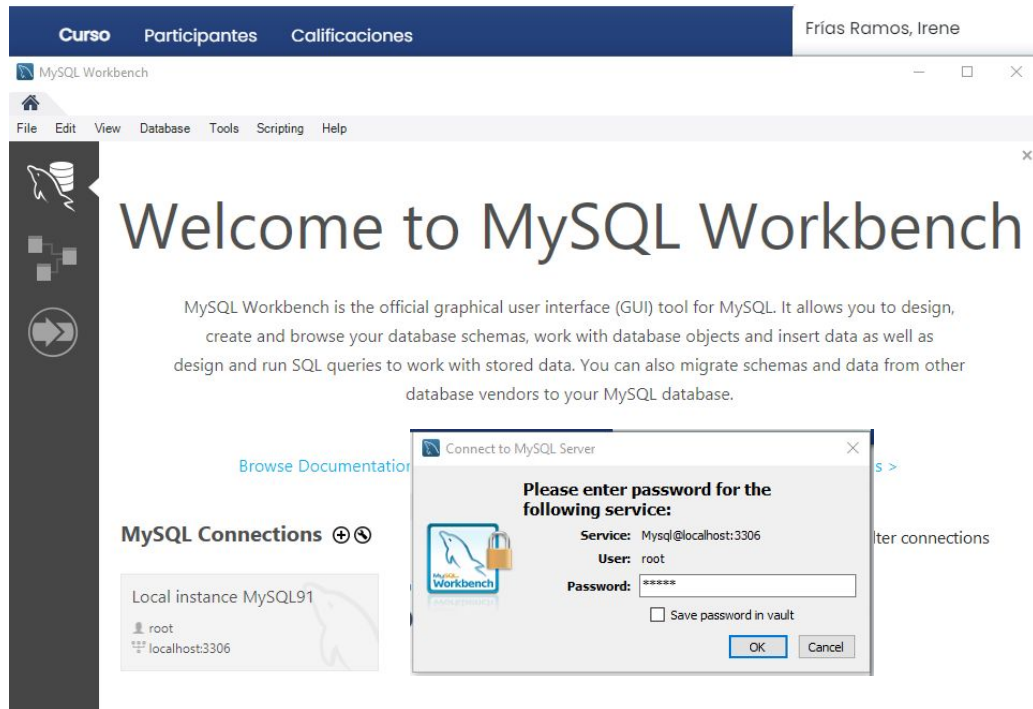 Curso Participantes Calificaciones
Frías Ramos, Irene
MySQL Workbench
File Edit View Database Tools Scripting Help
Welcome to MySQL Workbench
MySQL Workbench is the official graphical user interface (GUI) tool for MySQL. It allows you to design,
create and browse your database schemas, work with database objects and insert data as well as
design and run SQL queries to work with stored data. You can also migrate schemas and data from other
database vendors to your MySQL database.
Browse Documentation
s >
Connect to MySQL Server
Please enter password for the
following service:
Service: Mysql@localhost:3306
User: root
Password: *****
Save password in vault
OK Cancel
MySQL
Workbench
MySQL Connections
lter connections
Local instance MySQL91
root
localhost:3306